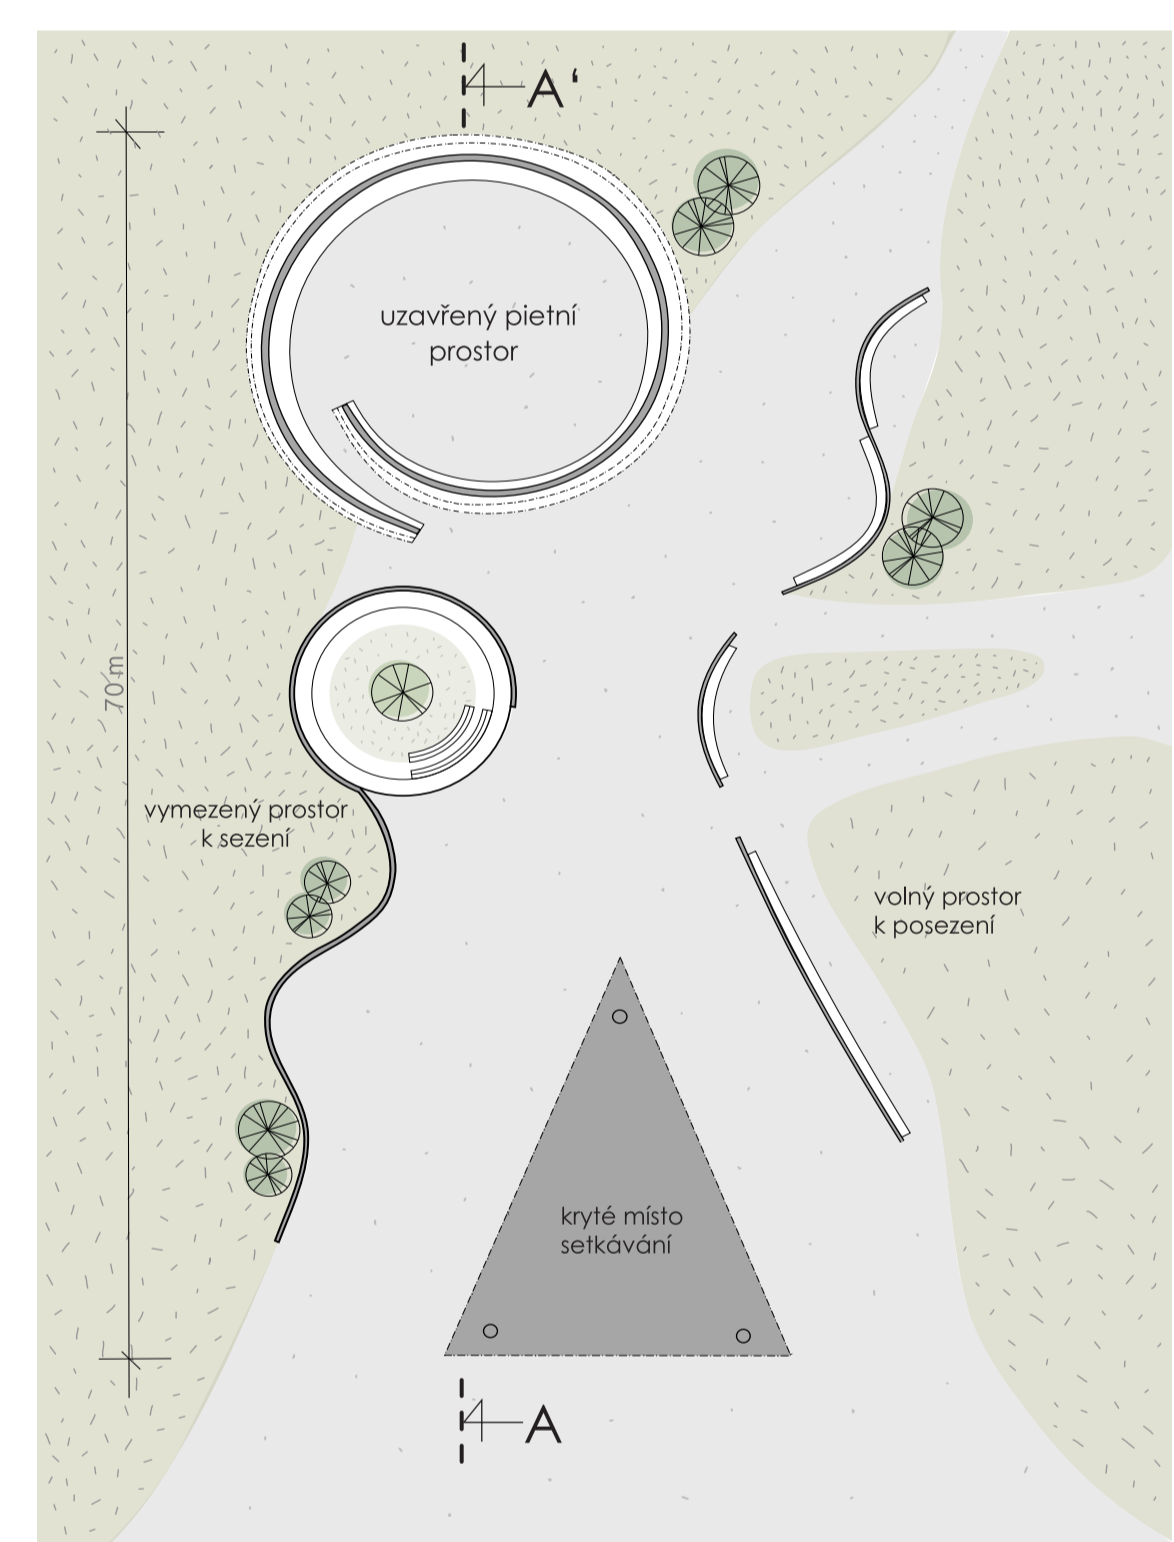 A‘
uzavřený pietní
prostor
70 m
vymezený prostor
k sezení
volný prostor
k posezení
kryté místo
setkávání
A